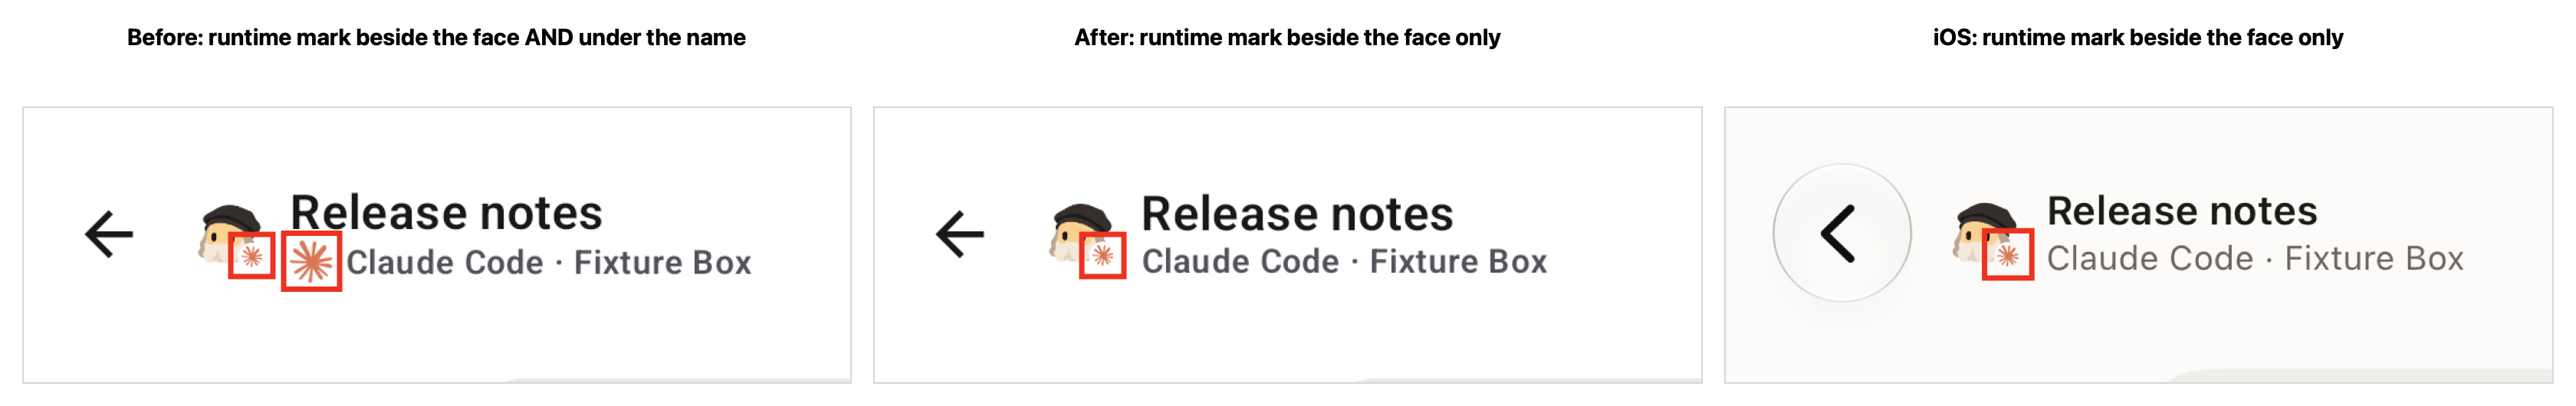 Before: runtime mark beside the face AND under the name
After: runtime mark beside the face only
iOS: runtime mark beside the face only
Release notes
Claude Code · Fixture Box
Release notes
Claude Code · Fixture Box
Release notes
Claude Code · Fixture Box